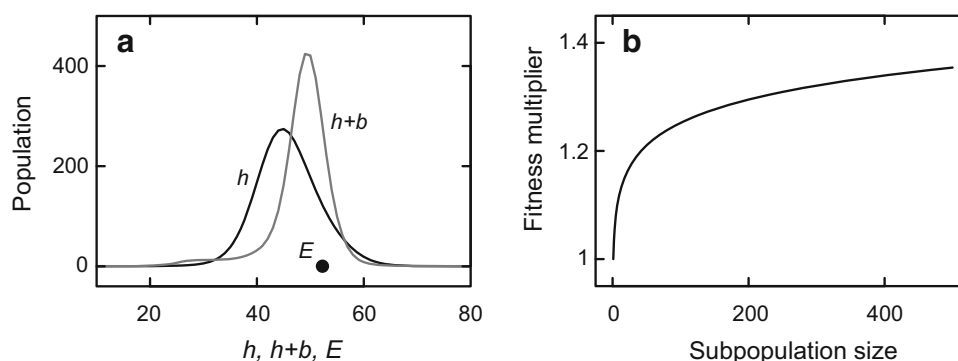 a
400
200
0
Population
h
h+b
E
20
40
60
80
h, h+b, E
b
1.4
1.2
1
Fitness multiplier
0
200
400
Subpopulation size